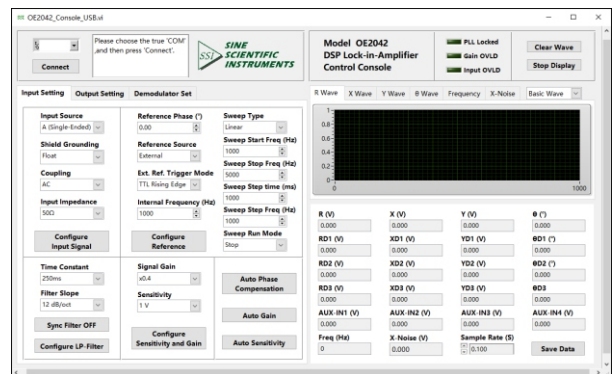 OE2042_Console_USB.vi
Please choose the true 'COM'
,and then press 'Connect'.
Connect
SSI
SINE
SCIENTIFIC
INSTRUMENTS
Model OE2042
DSP Lock-in-Amplifier
Control Console
PLL Locked
Gain OVLD
Input OVLD
Clear Wave
Stop Display
Input Setting Output Setting Demodulator Set
Input Source
A (Single-Ended)
Shield Grounding
Float
Coupling
AC
Input Impedance
50Ω
Configure
Input Signal
Reference Phase (°)
0.00
Reference Source
External
Ext. Ref. Trigger Mode
TTL Rising Edge
Internal Frequency (Hz)
1000
Configure
Reference
Sweep Type
Linear
Sweep Start Freq (Hz)
1000
Sweep Stop Freq (Hz)
5000
Sweep Step time (ms)
1000
Sweep Step Freq (Hz)
1000
Sweep Run Mode
Stop
Time Constant
250ms
Filter Slope
12 dB/oct
Sync Filter OFF
Configure LP-Filter
Signal Gain
x0.4
Sensitivity
1 V
Configure
Sensitivity and Gain
Auto Phase
Compensation
Auto Gain
Auto Sensitivity
R Wave X Wave Y Wave θ Wave Frequency X-Noise Basic Wave
1
0.8
0.6
0.4
0.2
0
0 1000
R (V) X (V) Y (V) θ (°)
0.000 0.000 0.000 0.000
RD1 (V) XD1 (V) YD1 (V) θD1 (°)
0.000 0.000 0.000 0.000
RD2 (V) XD2 (V) YD2 (V) θD2 (°)
0.000 0.000 0.000 0.000
RD3 (V) XD3 (V) YD3 (V) θD3
0.000 0.000 0.000 0.000
AUX-IN1 (V) AUX-IN2 (V) AUX-IN3 (V) AUX-IN4 (V)
0.000 0.000 0.000 0.000
Freq (Hz) X-Noise (V) Sample Rate (S)
0 0.000 0.100 Save Data